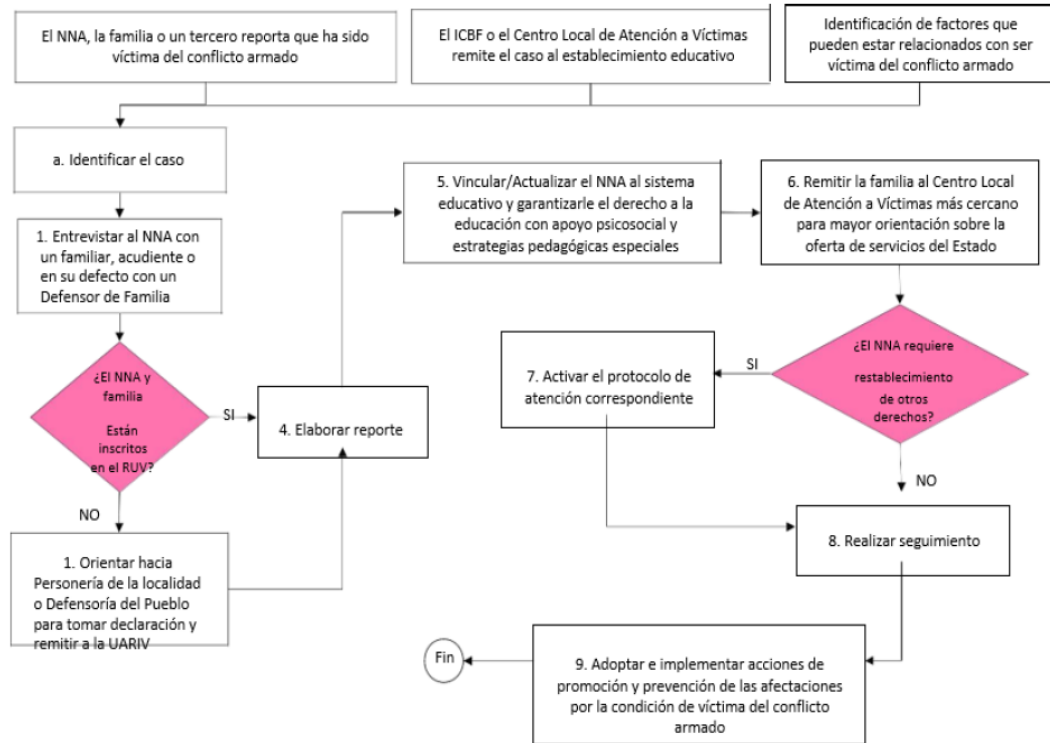 El NNA, la familia o un tercero reporta que ha sido
víctima del conflicto armado
El ICBF o el Centro Local de Atención a Víctimas
remite el caso al establecimiento educativo
Identificación de factores que
pueden estar relacionados con ser
víctima del conflicto armado
a. Identificar el caso
1. Entrevistar al NNA con
un familiar, acudiente o
en su defecto con un
Defensor de Familia
¿El NNA y
familia
Están
inscritos
en el RUV?
SI
NO
1. Orientar hacia
Personería de la localidad
o Defensoría del Pueblo
para tomar declaración y
remitir a la UARIV
4. Elaborar reporte
5. Vincular/Actualizar el NNA al sistema
educativo y garantizarle el derecho a la
educación con apoyo psicosocial y
estrategias pedagógicas especiales
6. Remitir la familia al Centro Local
de Atención a Víctimas más cercano
para mayor orientación sobre la
oferta de servicios del Estado
¿El NNA requiere
restablecimiento
de otros
derechos?
SI
NO
7. Activar el protocolo de
atención correspondiente
8. Realizar seguimiento
9. Adoptar e implementar acciones de
promoción y prevención de las afectaciones
por la condición de víctima del conflicto
armado
Fin